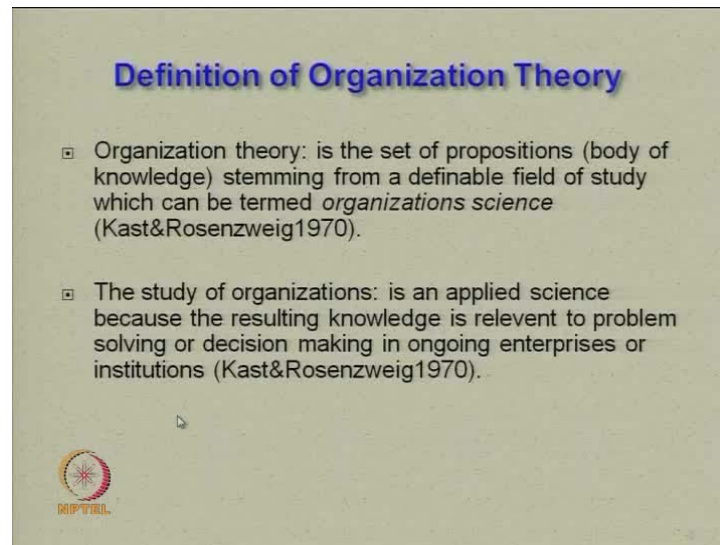 Definition of Organization Theory
Organization theory: is the set of propositions (body of
knowledge) stemming from a definable field of study
which can be termed organizations science
(Kast&Rosenzweig1970).
The study of organizations: is an applied science
because the resulting knowledge is relevent to problem
solving or decision making in ongoing enterprises or
institutions (Kast&Rosenzweig1970).
NPTEL